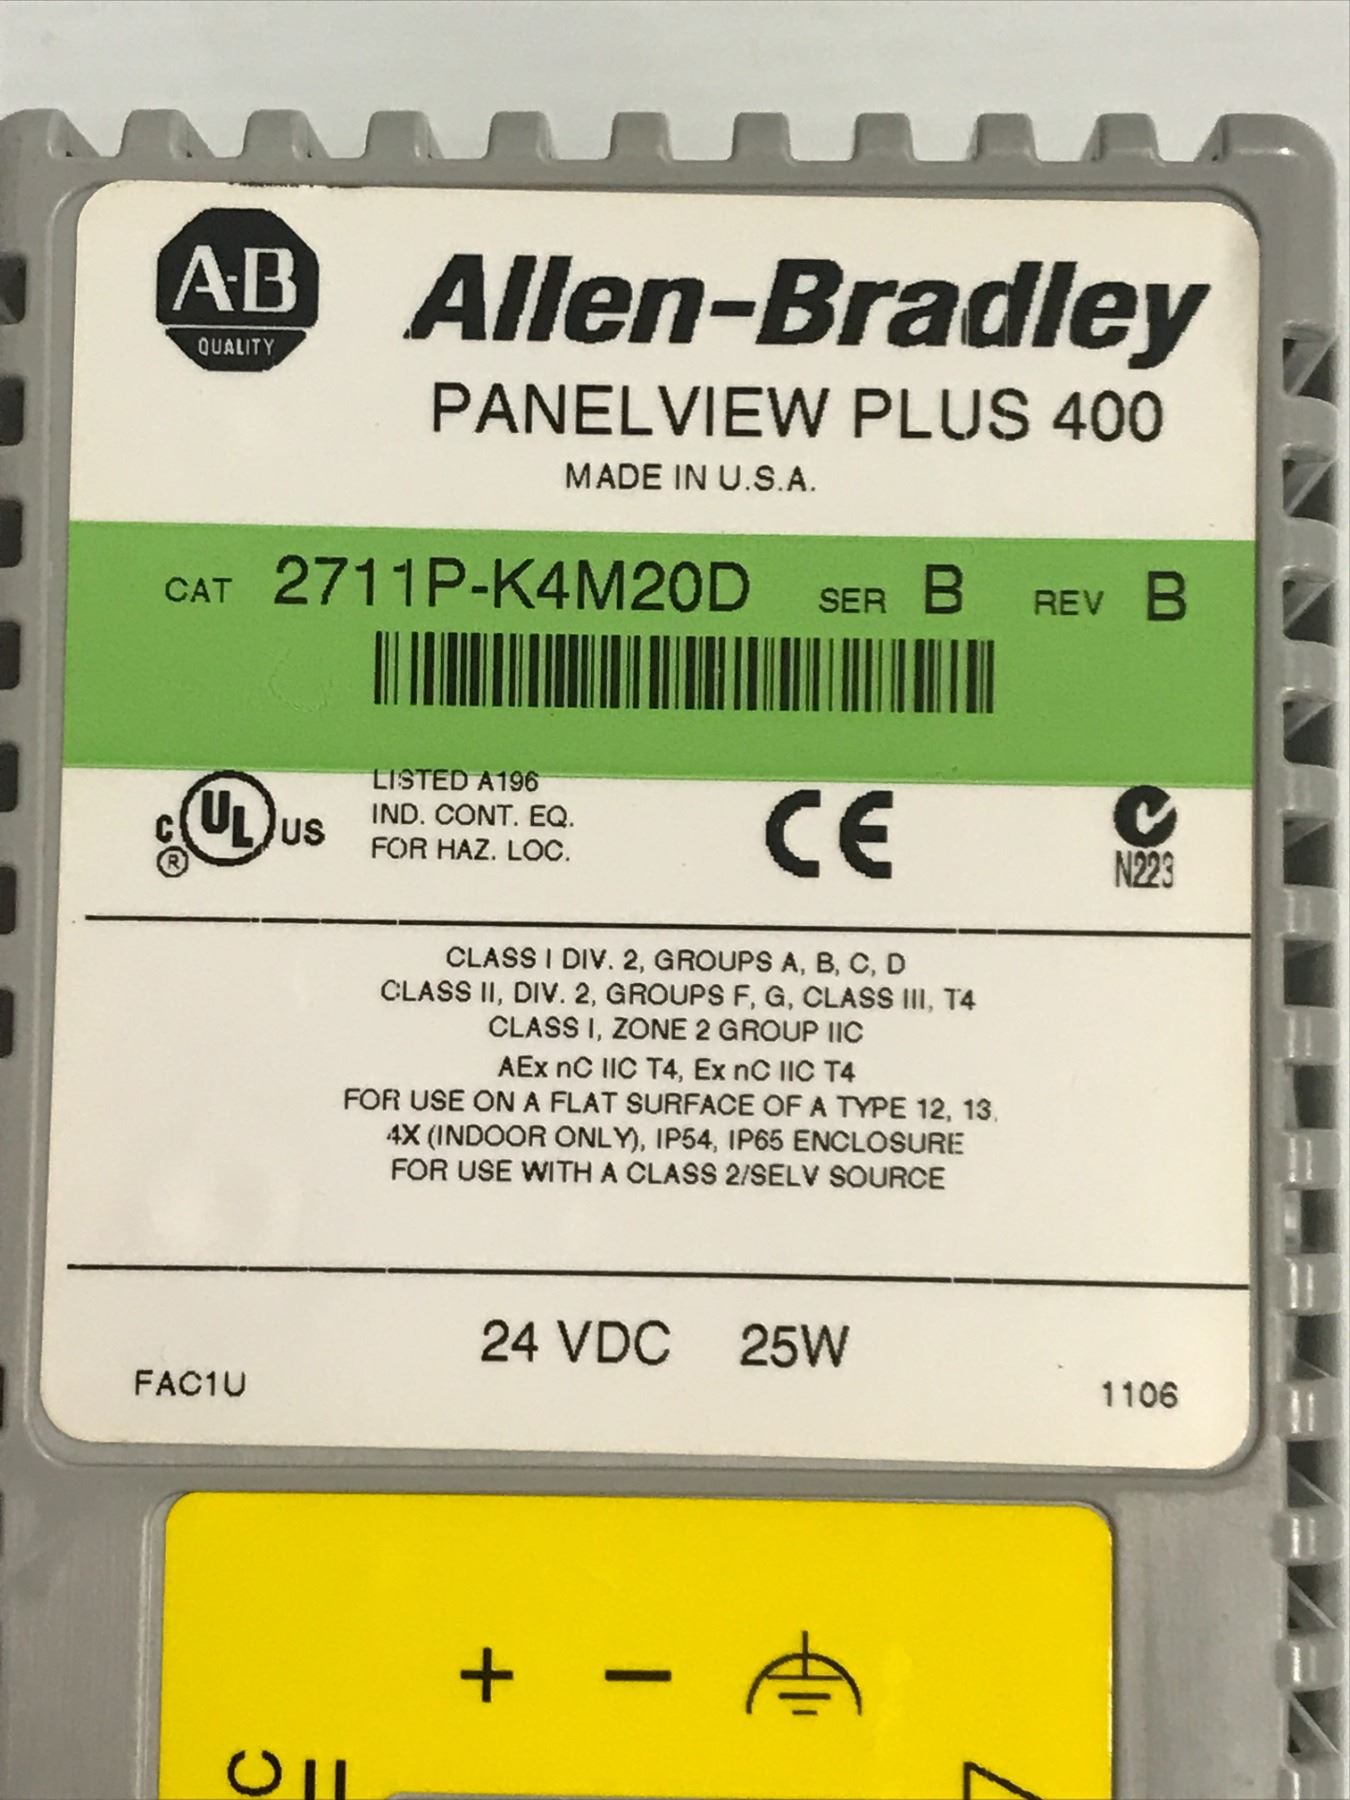 A-B
QUALITY
Allen-Bradley
PANELVIEW PLUS 400
MADE IN U.S.A.
CAT 2711P-K4M20D SER B REV B
C UL US ®
LISTED A196
IND. CONT. EQ.
FOR HAZ. LOC.
CE
N223
CLASS I DIV. 2, GROUPS A, B, C, D
CLASS II, DIV. 2, GROUPS F, G, CLASS III, T4
CLASS I, ZONE 2 GROUP IIC
AEx nC IIC T4, Ex nC IIC T4
FOR USE ON A FLAT SURFACE OF A TYPE 12, 13,
4X (INDOOR ONLY), IP54, IP65 ENCLOSURE
FOR USE WITH A CLASS 2/SELV SOURCE
24 VDC 25W
FAC1U 1106
+ −
C